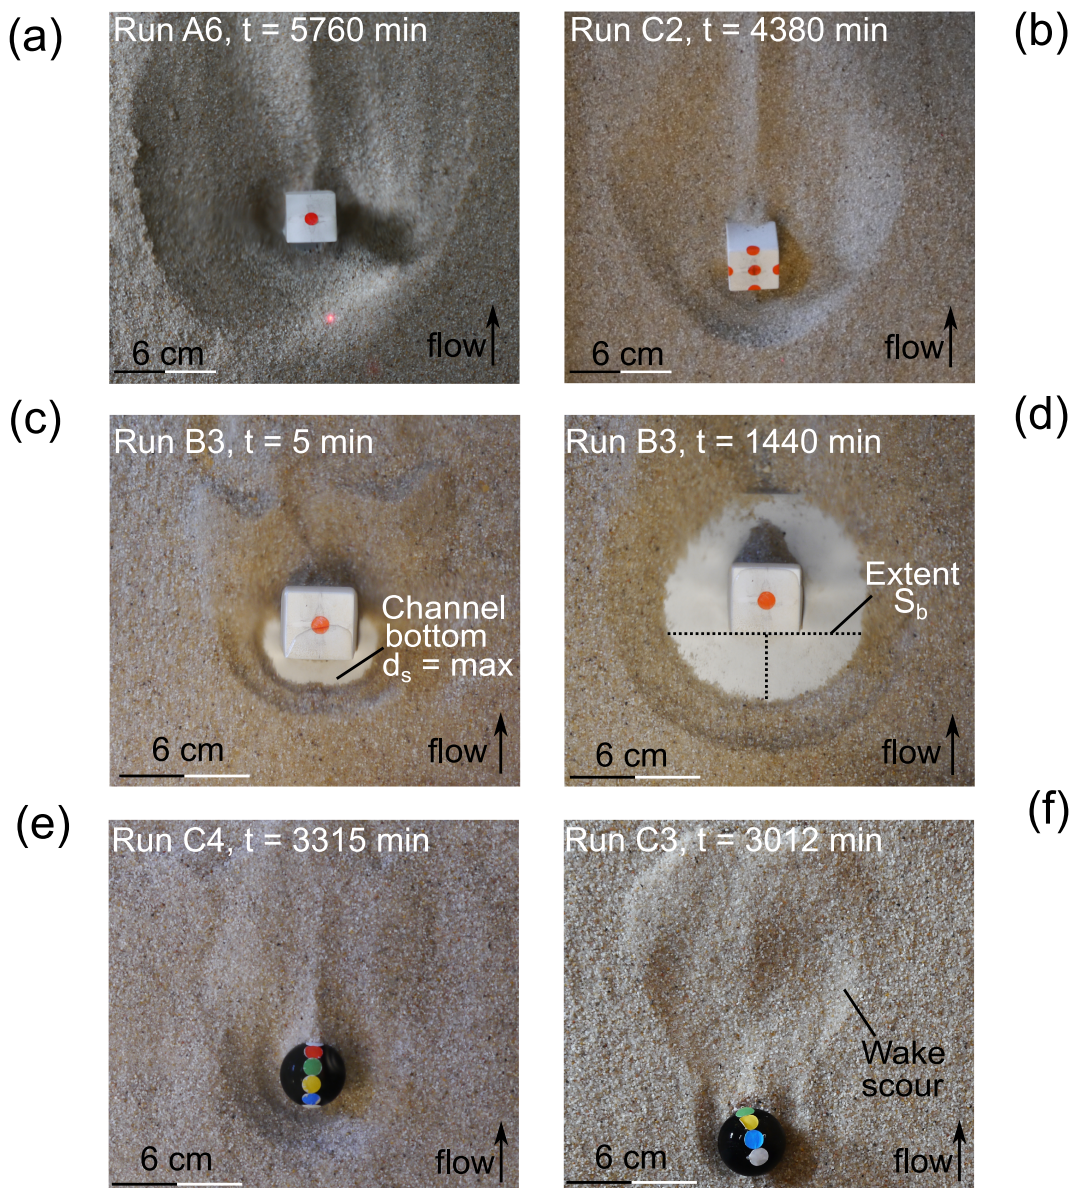 (a)
Run A6, t = 5760 min
6 cm
flow
(b)
Run C2, t = 4380 min
6 cm
flow
(c)
Run B3, t = 5 min
Channel
bottom
dₛ = max
6 cm
flow
(d)
Run B3, t = 1440 min
Extent
S_b
6 cm
flow
(e)
Run C4, t = 3315 min
6 cm
flow
(f)
Run C3, t = 3012 min
Wake
scour
6 cm
flow